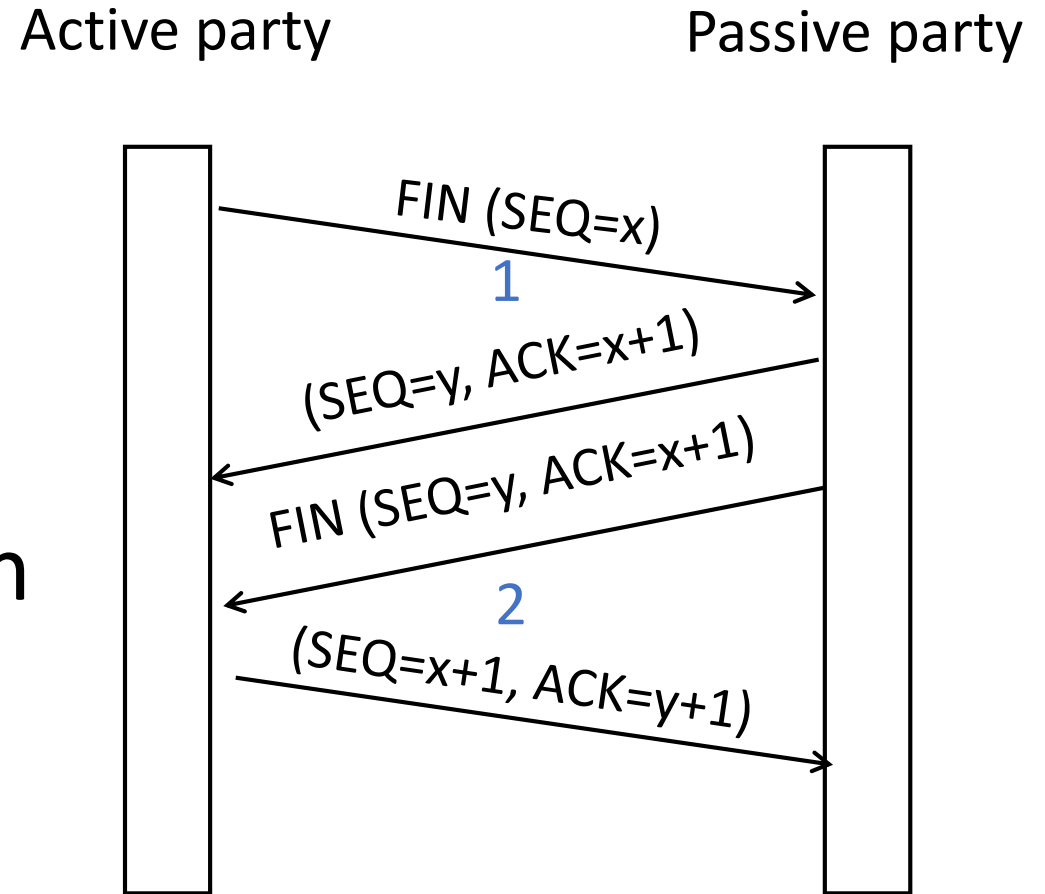 Active party
Passive party
FIN (SEQ=x)
1
(SEQ=y, ACK=x+1)
FIN (SEQ=y, ACK=x+1)
n
2
(SEQ=x+1, ACK=y+1)